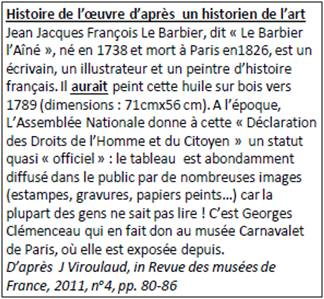 Histoire de l'œuvre d'après  un historien de l'art
Jean Jacques François Le Barbier, dit « Le Barbier
l'Aîné », né en 1738 et mort à Paris en1826, est un
écrivain, un illustrateur et un peintre d'histoire
français. Il aurait peint cette huile sur bois vers
1789 (dimensions : 71cmx56 cm). A l'époque,
L'Assemblée Nationale donne à cette « Déclaration
des Droits de l'Homme et du Citoyen »  un statut
quasi « officiel » : le tableau  est abondamment
diffusé dans le public par de nombreuses images
(estampes, gravures, papiers peints…) car la
plupart des gens ne sait pas lire ! C'est Georges
Clémenceau qui en fait don au musée Carnavalet
de Paris, où elle est exposée depuis.
D'après  J Viroulaud, in Revue des musées de
France, 2011, n°4, pp. 80-86